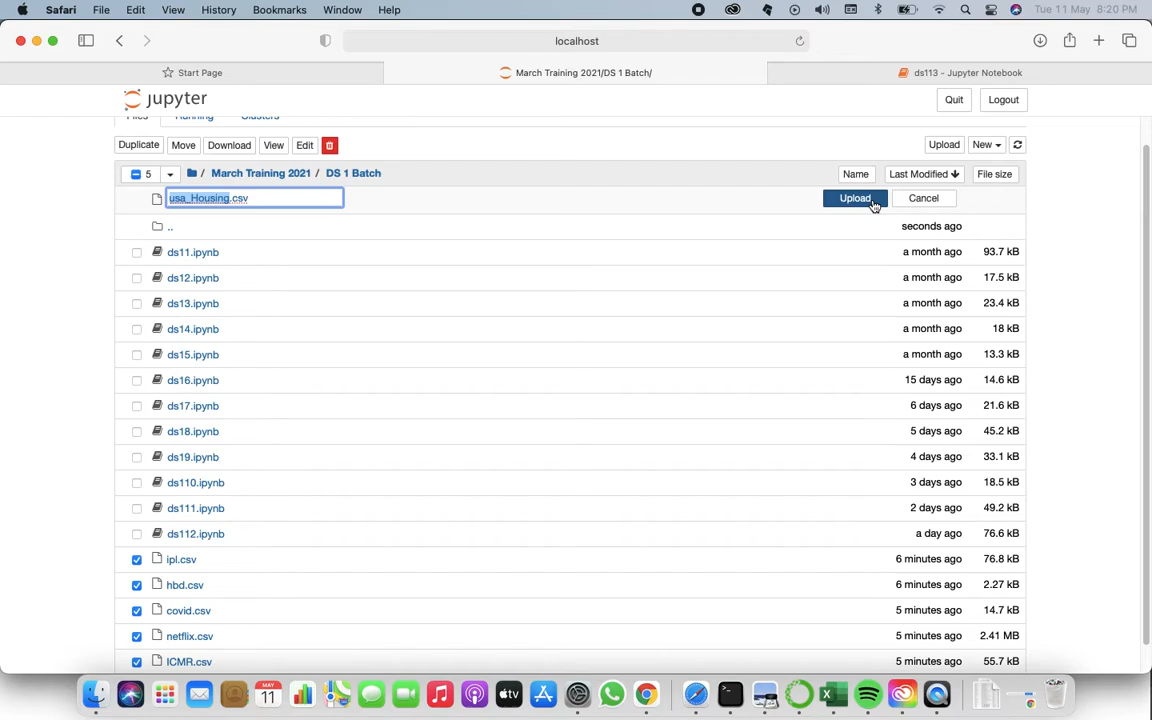 Safari File Edit View History Bookmarks Window Help Tue 11 May 8:20 PM
localhost
Start Page March Training 2021/DS 1 Batch/ ds113 - Jupyter Notebook
jupyter Quit Logout
Files Running Clusters
Duplicate Move Download View Edit Upload New
5 / March Training 2021 / DS 1 Batch Name Last Modified File size
usa_Housing.csv Upload Cancel
.. seconds ago
ds11.ipynb a month ago 93.7 kB
ds12.ipynb a month ago 17.5 kB
ds13.ipynb a month ago 23.4 kB
ds14.ipynb a month ago 18 kB
ds15.ipynb a month ago 13.3 kB
ds16.ipynb 15 days ago 14.6 kB
ds17.ipynb 6 days ago 21.6 kB
ds18.ipynb 5 days ago 45.2 kB
ds19.ipynb 4 days ago 33.1 kB
ds110.ipynb 3 days ago 18.5 kB
ds111.ipynb 2 days ago 49.2 kB
ds112.ipynb a day ago 76.6 kB
ipl.csv 6 minutes ago 76.8 kB
hbd.csv 6 minutes ago 2.27 kB
covid.csv 5 minutes ago 14.7 kB
netflix.csv 5 minutes ago 2.41 MB
ICMR.csv 5 minutes ago 55.7 kB
MAY
11
tv